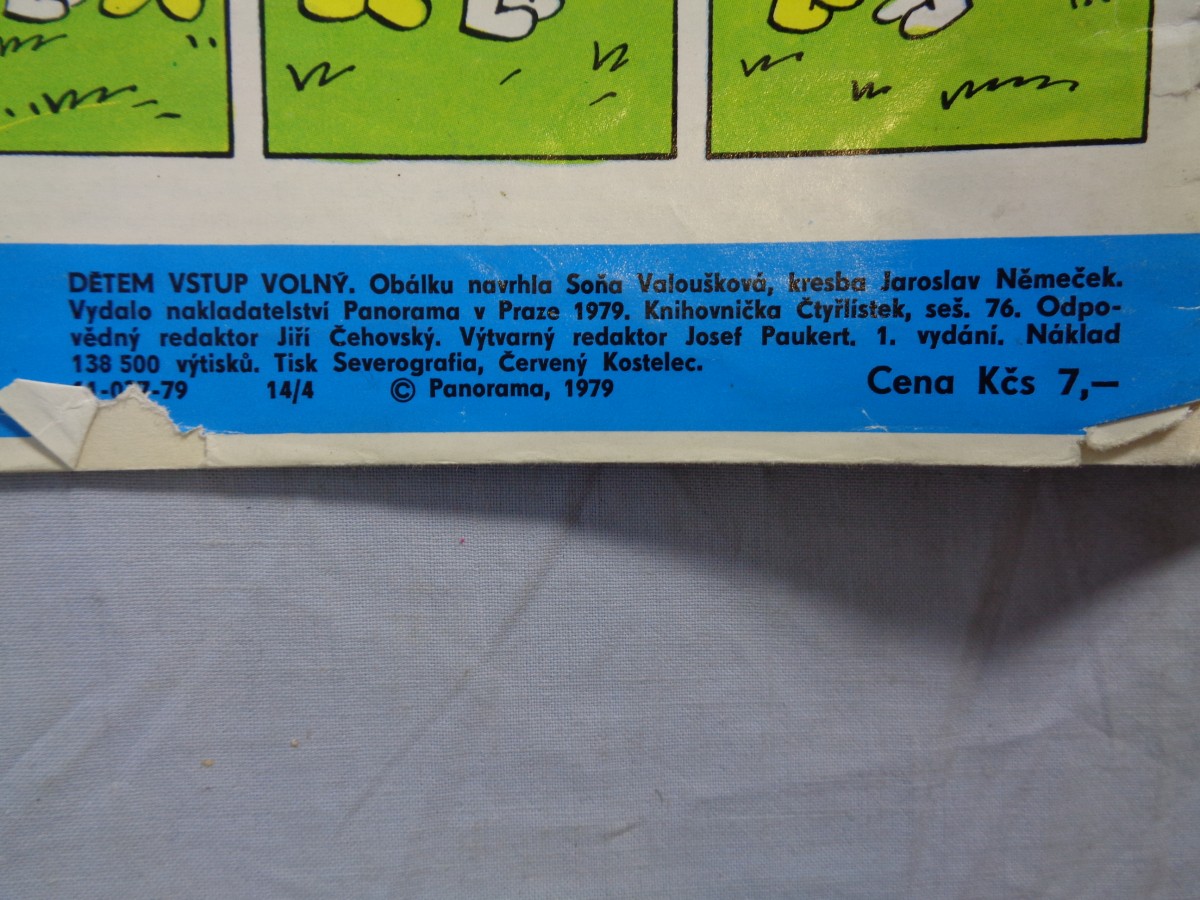 DĚTEM VSTUP VOLNÝ. Obálku navrhla Soňa Valoušková, kresba Jaroslav Němeček.
Vydalo nakladatelství Panorama v Praze 1979. Knihovnička Čtyřlístek, seš. 76. Odpo-
vědný redaktor Jiří Čehovský. Výtvarný redaktor Josef Paukert. 1. vydání. Náklad
138 500 výtisků. Tisk Severografia, Červený Kostelec.
14/4 © Panorama, 1979 Cena Kčs 7,—